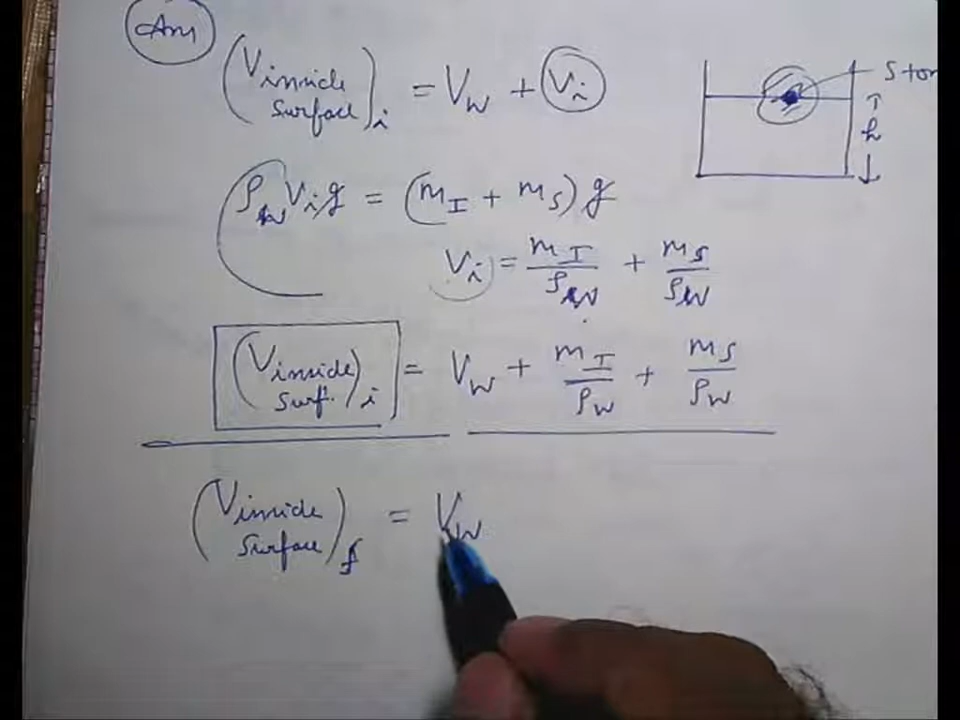 Ans
(V inside surface)i = Vw + Vi
Ston
h
ρw Vi g = (mI + mS) g
Vi = mI/ρw + mS/ρw
(V inside surf.)i = Vw + mI/ρw + mS/ρw
(V inside surface)f = Vw